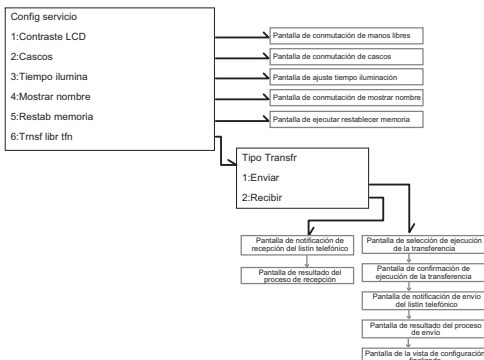 Config servicio
1:Contraste LCD
2:Cascos
3:Tiempo ilumina
4:Mostrar nombre
5:Restab memoria
6:Trnsf libr tfn
Pantalla de conmutación de manos libres
Pantalla de conmutación de cascos
Pantalla de ajuste tiempo iluminación
Pantalla de conmutación de mostrar nombre
Pantalla de ejecutar restablecer memoria
Tipo Transfr
1:Enviar
2:Recibir
Pantalla de notificación de
recepción del listín telefónico
Pantalla de resultado del
proceso de recepción
Pantalla de selección de ejecución
de la transferencia
Pantalla de confirmación de
ejecución de la transferencia
Pantalla de notificación de envío
del listín telefónico
Pantalla de resultado del proceso
de envío
Pantalla de la vista de configuración
finalizada